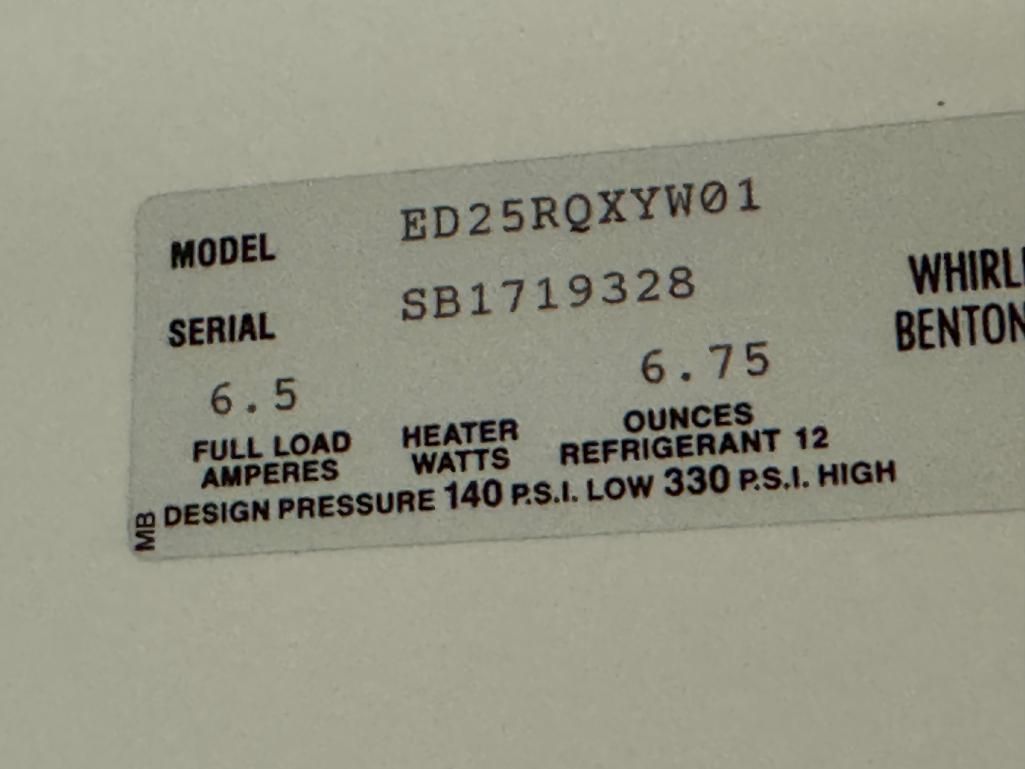 MODEL ED25RQXYW01
SERIAL SB1719328
6.5 6.75
FULL LOAD AMPERES HEATER WATTS OUNCES REFRIGERANT 12
DESIGN PRESSURE 140 P.S.I. LOW 330 P.S.I. HIGH
MB
WHIRL
BENTON